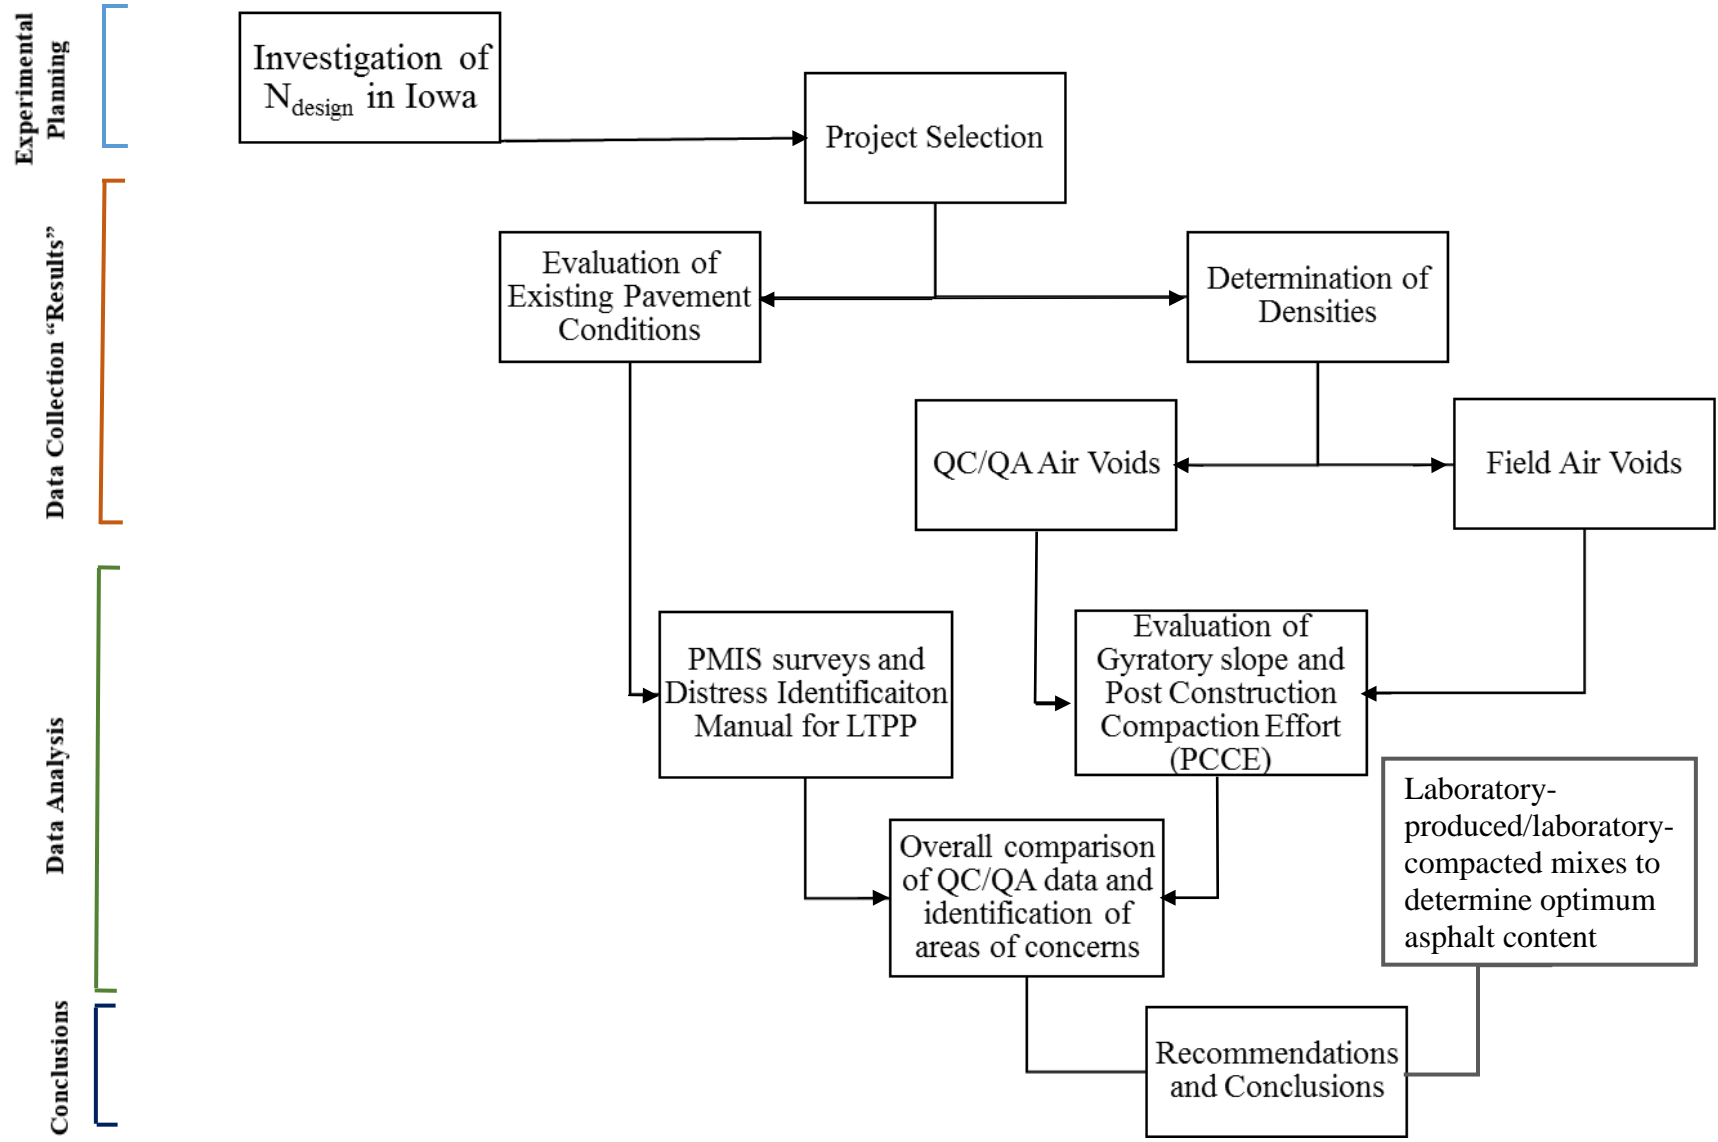 Experimental
Planning
Investigation of
Ndesign in Iowa
Project Selection
Data Collection “Results”
Evaluation of
Existing Pavement
Conditions
Determination of
Densities
QC/QA Air Voids
Field Air Voids
Data Analysis
PMIS surveys and
Distress Identificaiton
Manual for LTPP
Evaluation of
Gyratory slope and
Post Construction
Compaction Effort
(PCCE)
Laboratory-
produced/laboratory-
compacted mixes to
determine optimum
asphalt content
Overall comparison
of QC/QA data and
identification of
areas of concerns
Conclusions
Recommendations
and Conclusions